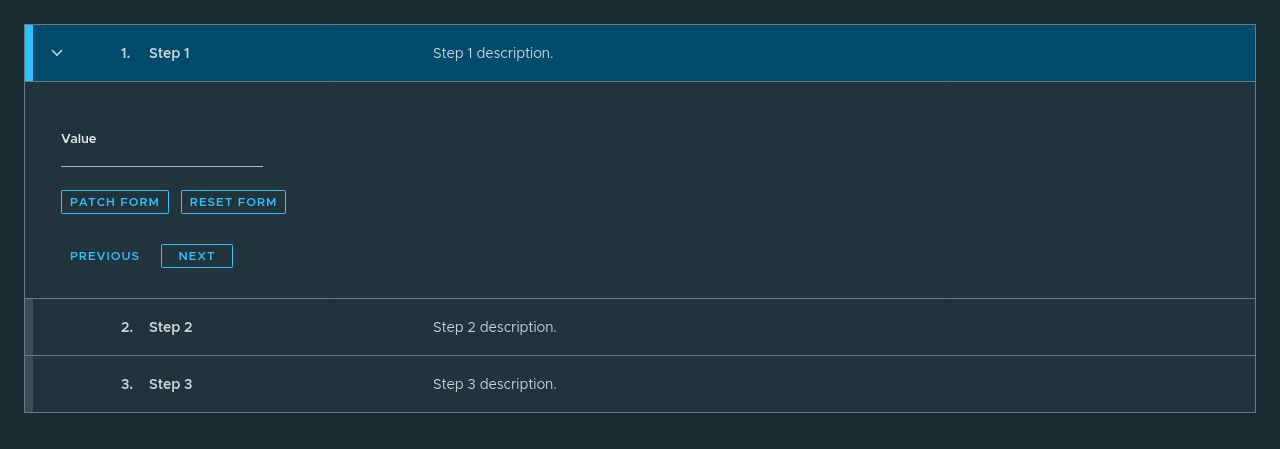 1. Step 1 Step 1 description.
Value
PATCH FORM RESET FORM
PREVIOUS NEXT
2. Step 2 Step 2 description.
3. Step 3 Step 3 description.